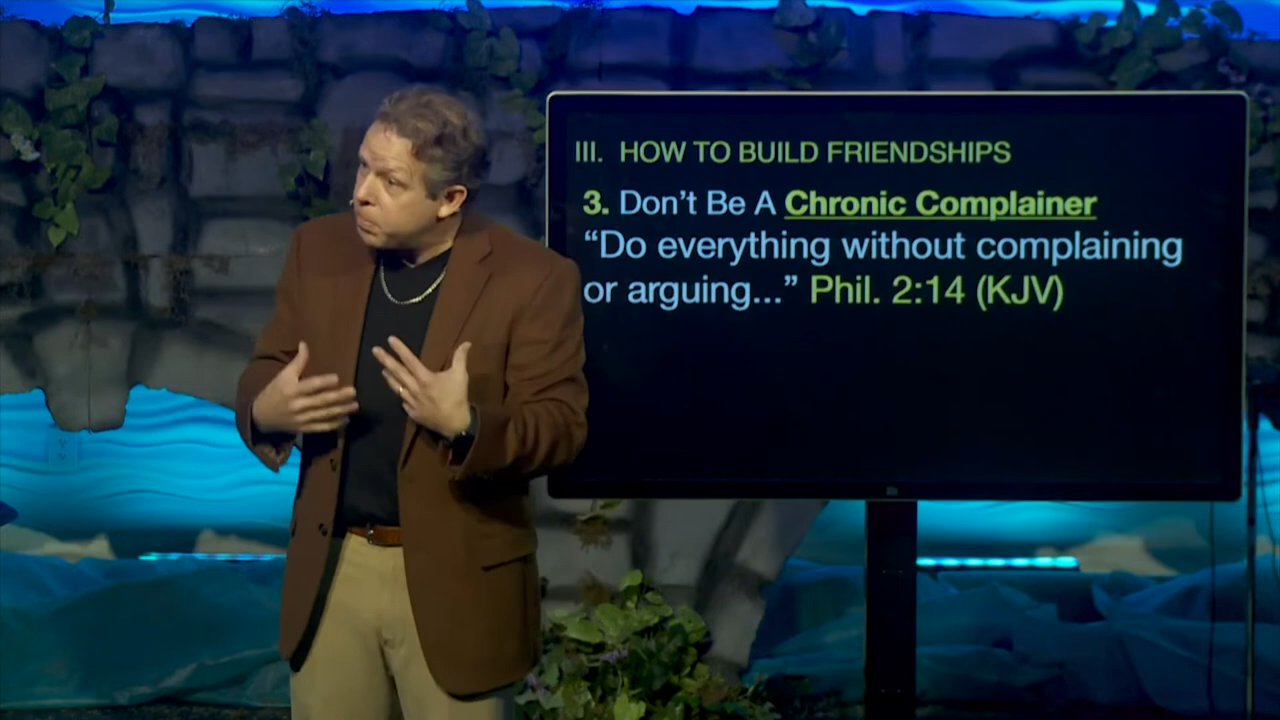 III. HOW TO BUILD FRIENDSHIPS
3. Don't Be A Chronic Complainer
“Do everything without complaining
or arguing...” Phil. 2:14 (KJV)